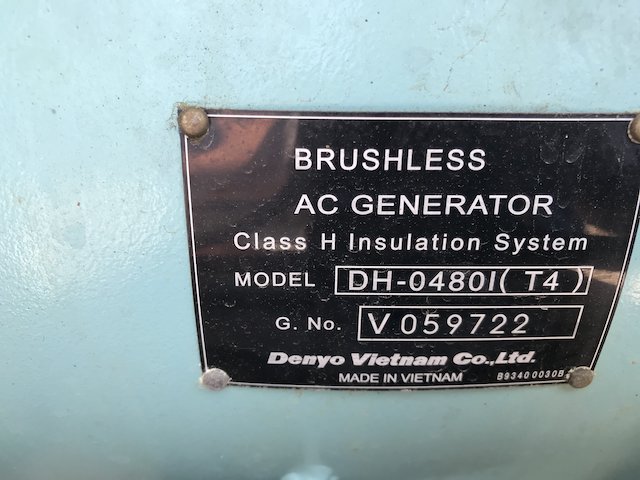 BRUSHLESS
AC GENERATOR
Class H Insulation System
MODEL DH-0480I(T4)
G. No. V059722
Denyo Vietnam Co.,Ltd.
MADE IN VIETNAM B93400030B